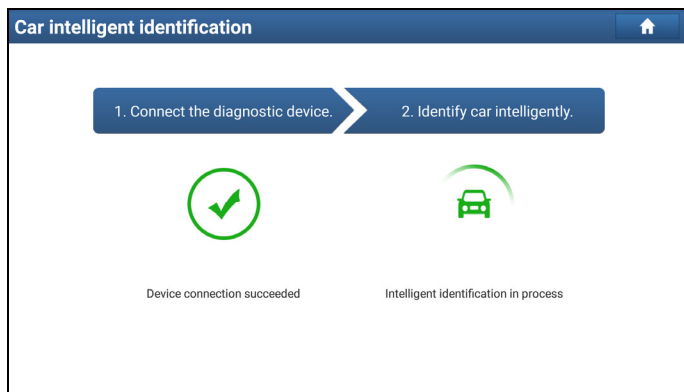 Car intelligent identification
1. Connect the diagnostic device.
2. Identify car intelligently.
Device connection succeeded
Intelligent identification in process